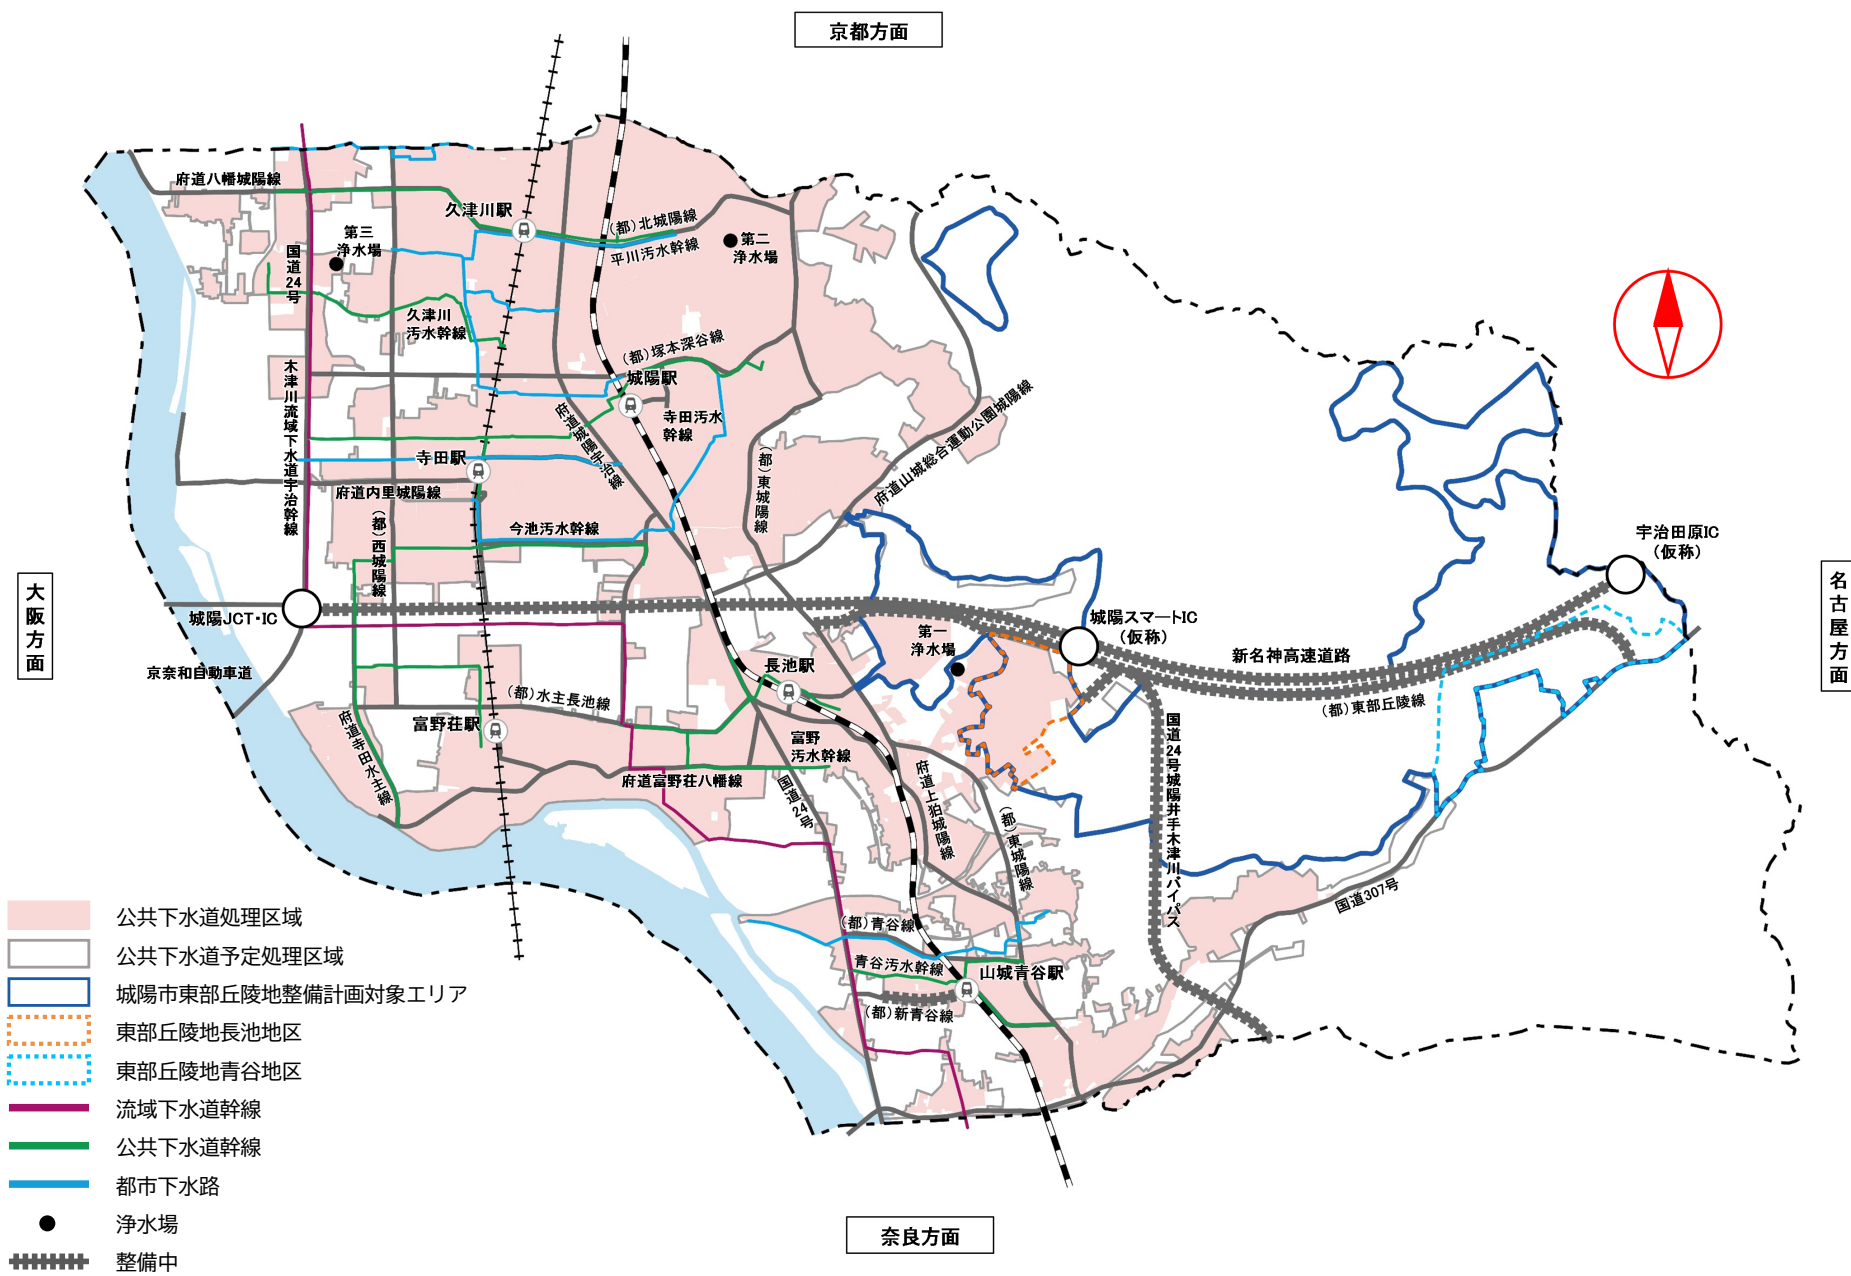 京都方面
府道八幡城陽線
久津川駅
(都)北城陽線
平川汚水幹線
第二
浄水場
第三
浄水場
国道24号
久津川
汚水幹線
(都)塚本深谷線
城陽駅
木津川流域下水道宇治幹線
府道城陽宇治線
寺田汚水
幹線
府道山城総合運動公園城陽線
(都)東城陽線
寺田駅
府道内里城陽線
(都)西城陽線
今池汚水幹線
宇治田原IC
(仮称)
大阪方面
名古屋方面
城陽JCT・IC
城陽スマートIC
(仮称)
第一
浄水場
新名神高速道路
長池駅
京奈和自動車道
(都)水主長池線
(都)東部丘陵線
府道寺田水主線
富野荘駅
富野
汚水幹線
府道富野荘八幡線
国道24号
府道上狛城陽線
(都)東城陽線
国道24号城陽井手木津川バイパス
国道307号
(都)青谷線
青谷汚水幹線
山城青谷駅
(都)新青谷線
公共下水道処理区域
公共下水道予定処理区域
城陽市東部丘陵地整備計画対象エリア
東部丘陵地長池地区
東部丘陵地青谷地区
流域下水道幹線
公共下水道幹線
都市下水路
浄水場
整備中
奈良方面